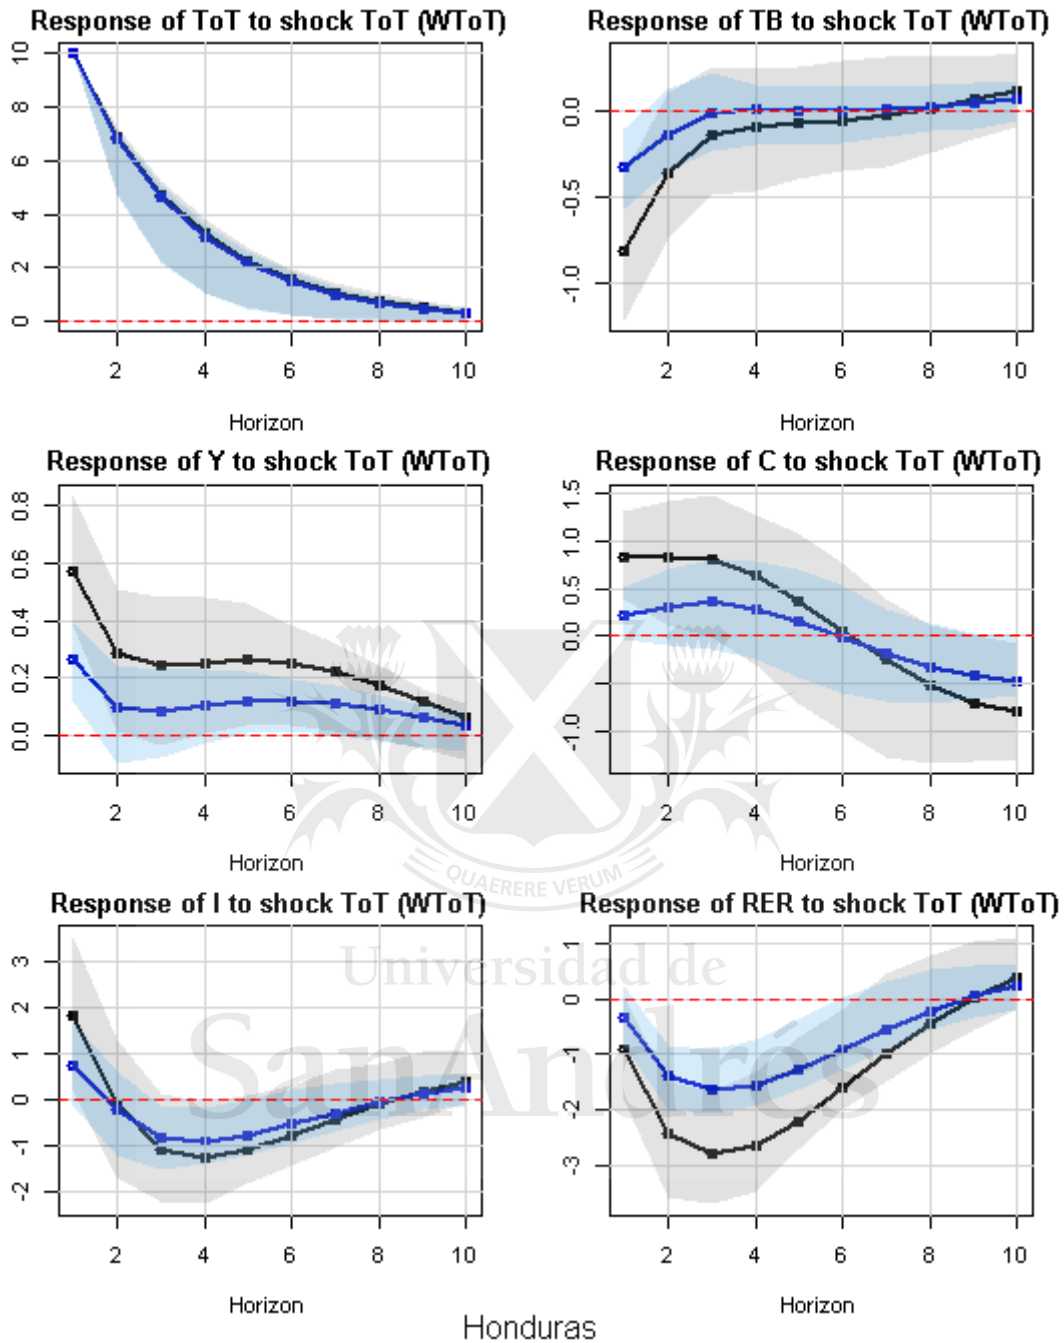 Response of ToT to shock ToT (WToT)
Response of TB to shock ToT (WToT)
10
8
6
4
2
0
0.0
-0.5
-1.0
2 4 6 8 10
2 4 6 8 10
Horizon
Horizon
Response of Y to shock ToT (WToT)
Response of C to shock ToT (WToT)
0.8
0.6
0.4
0.2
0.0
1.5
1.0
0.5
0.0
-1.0
2 4 6 8 10
2 4 6 8 10
Horizon
Horizon
QUAERERE VERUM
Response of I to shock ToT (WToT)
Response of RER to shock ToT (WToT)
Universidad de
SanAndrés
3
2
1
0
-1
-2
1
0
-1
-2
-3
2 4 6 8 10
2 4 6 8 10
Horizon
Horizon
Honduras